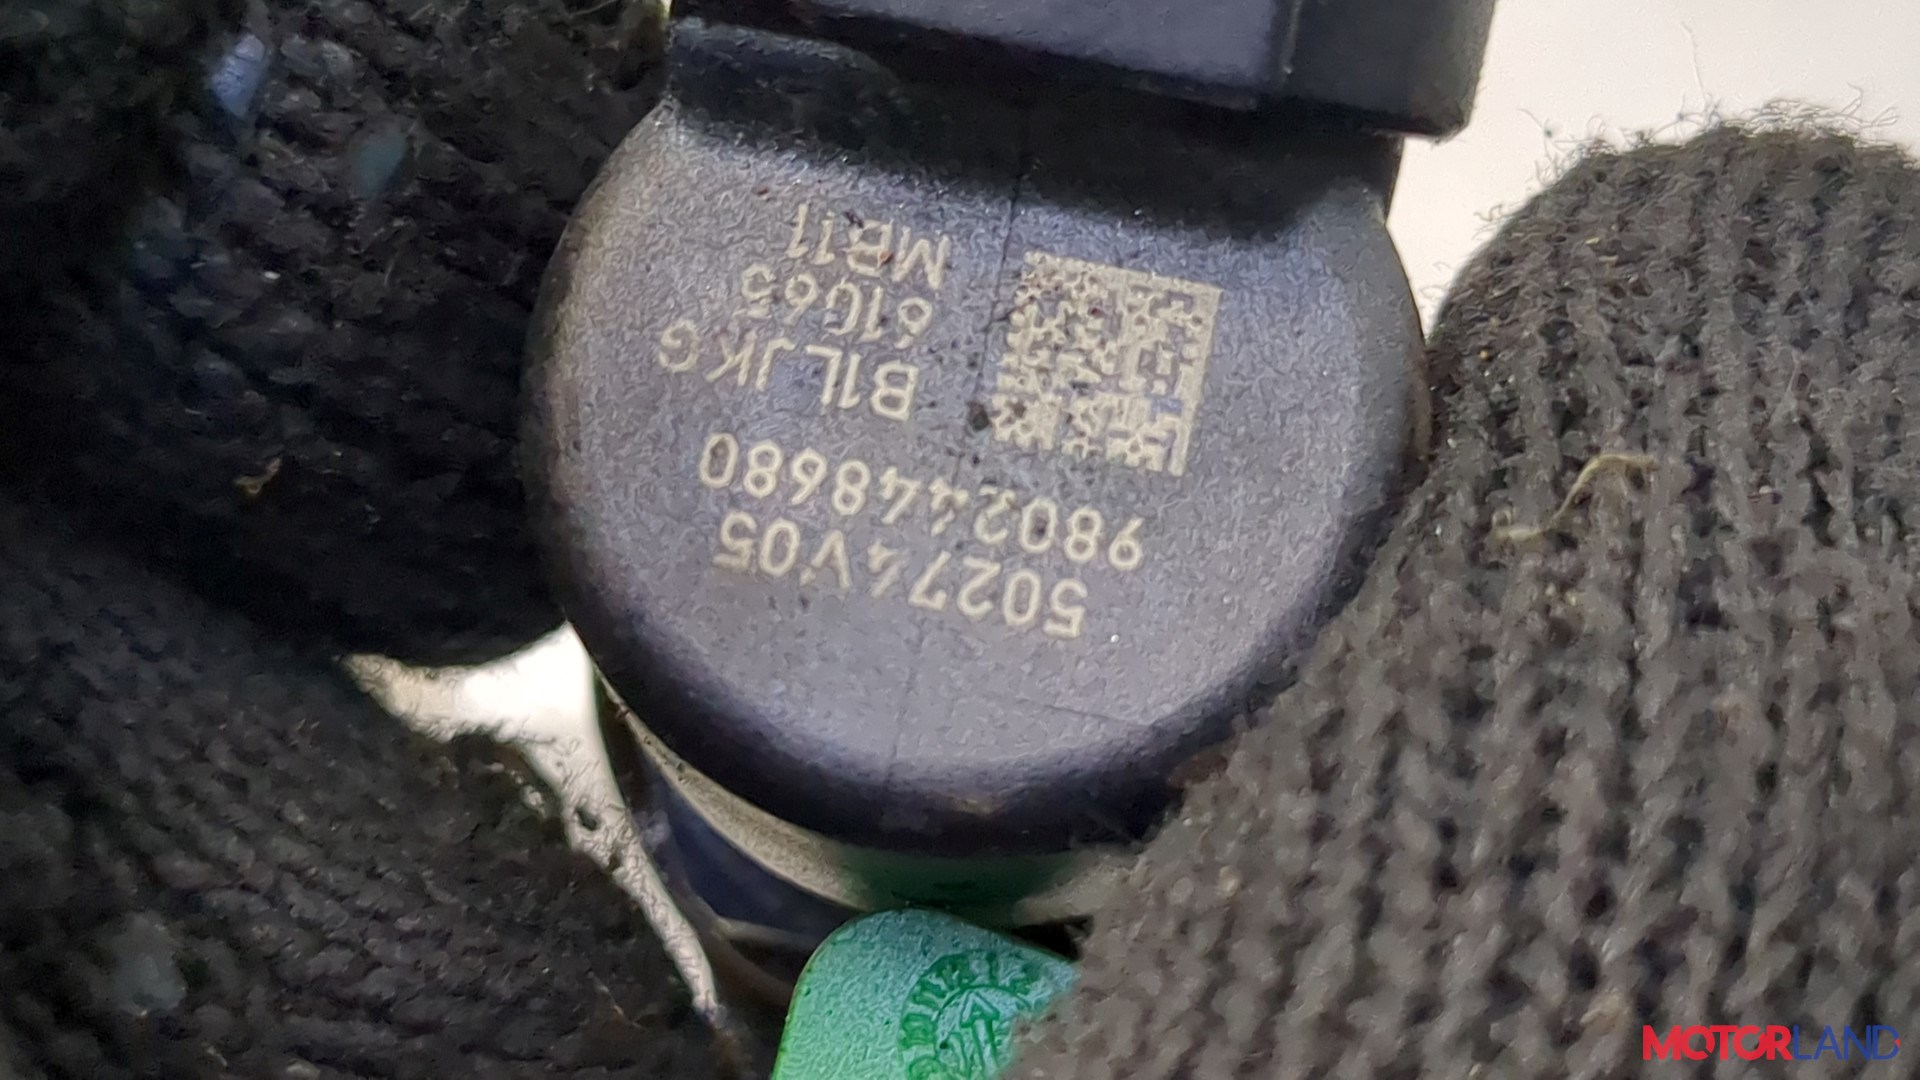 50274V05
9802448680
B1LJKG
61G65
MB11
MOTORLAND